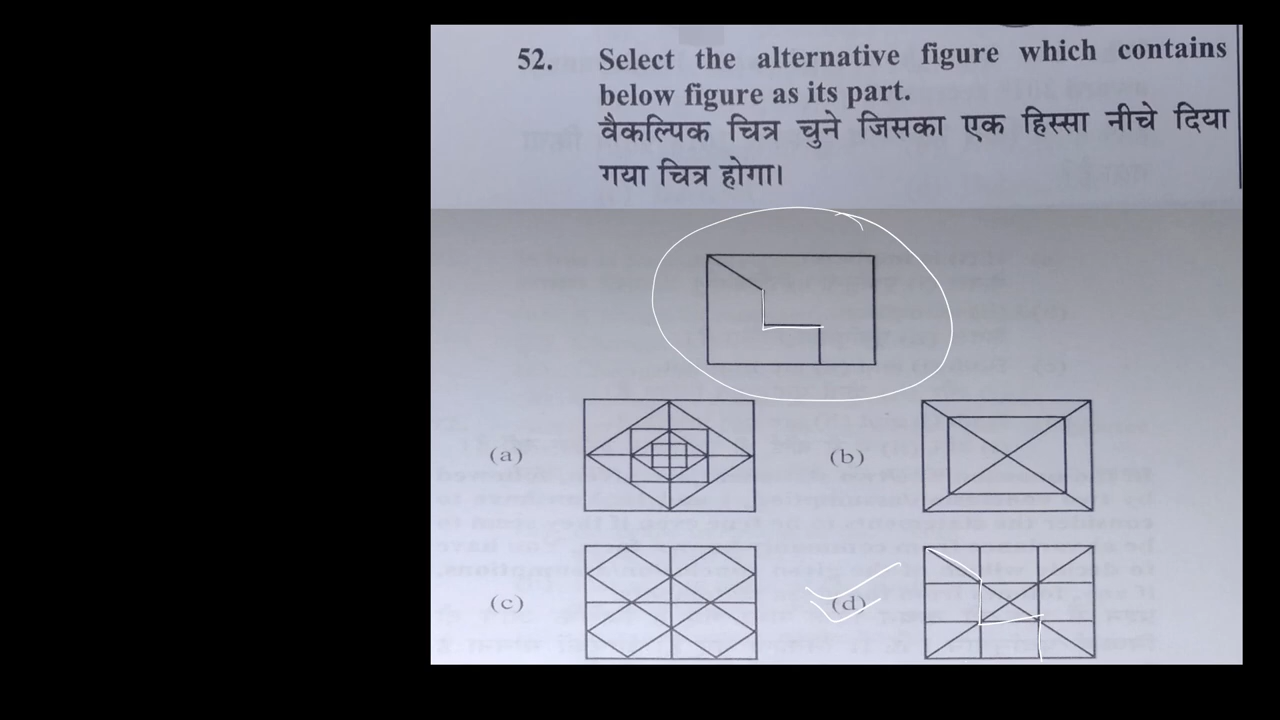 52. Select the alternative figure which contains
below figure as its part.
वैकल्पिक चित्र चुने जिसका एक हिस्सा नीचे दिया
गया चित्र होगा।
(a)
(b)
(c)
(d)